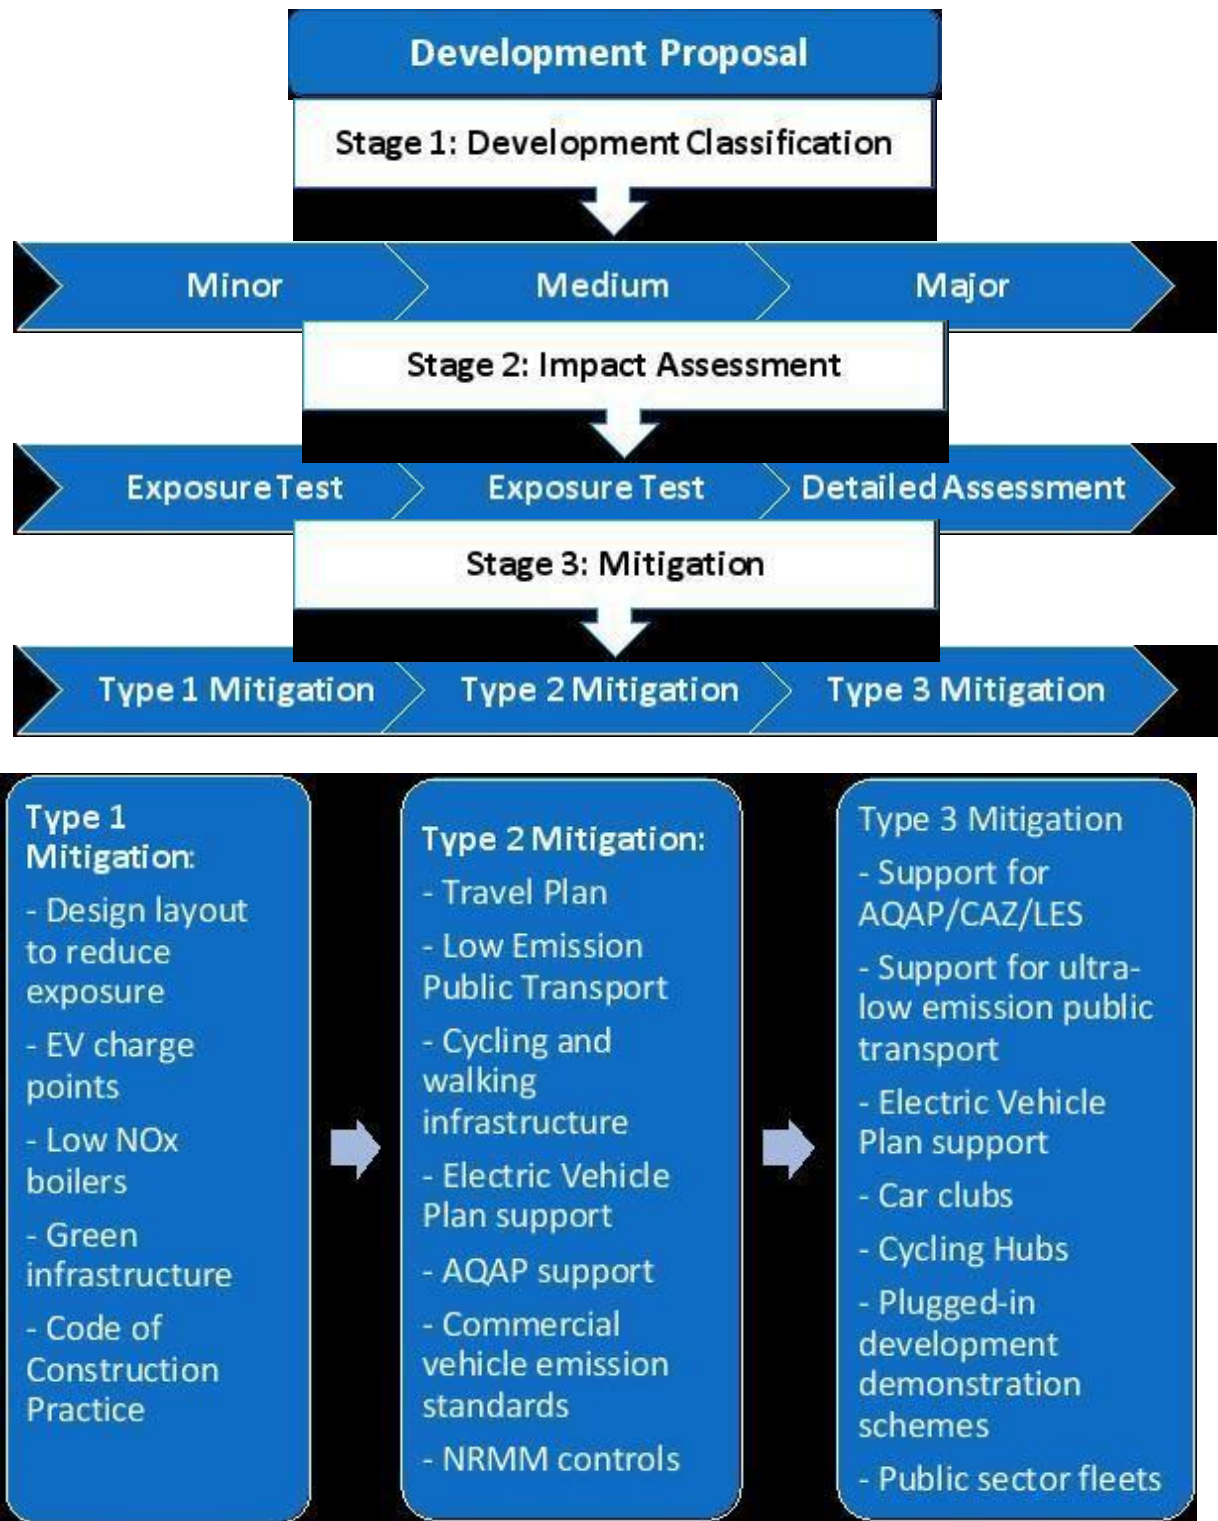 Development Proposal
Stage 1: Development Classification
Minor
Medium
Major
Stage 2: Impact Assessment
Exposure Test
Exposure Test
Detailed Assessment
Stage 3: Mitigation
Type 1 Mitigation
Type 2 Mitigation
Type 3 Mitigation
Type 1
Mitigation:
- Design layout
to reduce
exposure
- EV charge
points
- Low NOx
boilers
- Green
infrastructure
- Code of
Construction
Practice
Type 2 Mitigation:
- Travel Plan
- Low Emission
Public Transport
- Cycling and
walking
infrastructure
- Electric Vehicle
Plan support
- AQAP support
- Commercial
vehicle emission
standards
- NRMM controls
Type 3 Mitigation
- Support for
AQAP/CAZ/LES
- Support for ultra-
low emission public
transport
- Electric Vehicle
Plan support
- Car clubs
- Cycling Hubs
- Plugged-in
development
demonstration
schemes
- Public sector fleets